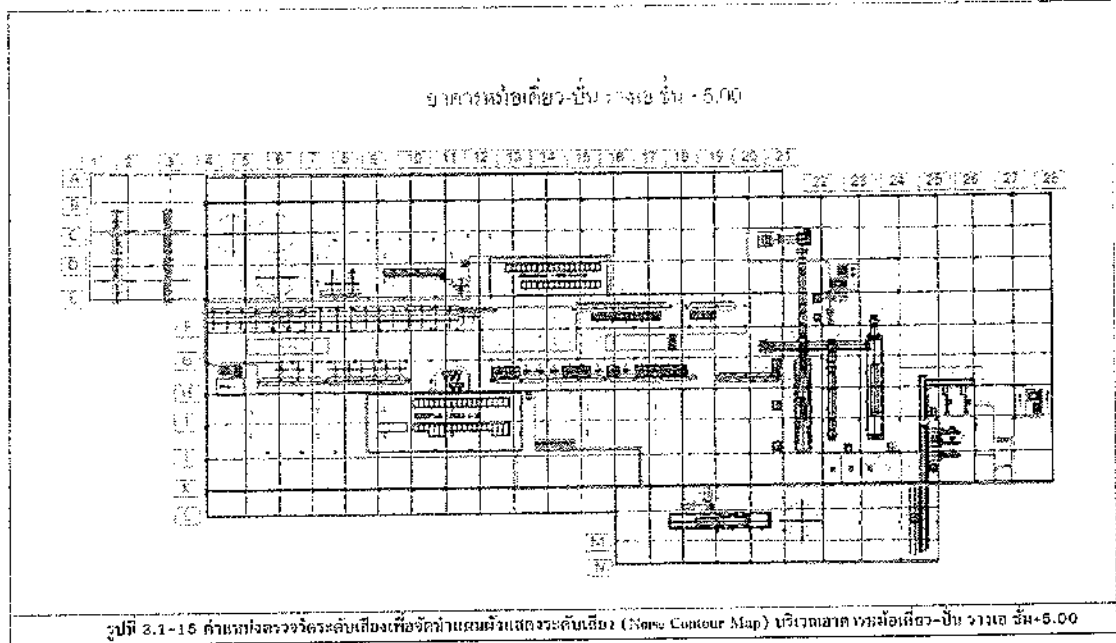 อาคารหม้อเคี่ยว-ปั่น รางเอ ชั้น +5.00
1 2 3 4 5 6 7 8 9 10 11 12 13 14 15 16 17 18 19 20 21
22 23 24 25 26 27 28
A
B
C
D
E
F
G
H
I
J
K
L
M
N
รูปที่ 3.1-15 ตำแหน่งตรวจวัดระดับเสียงเพื่อจัดทำแผนผังแสดงระดับเสียง (Noise Contour Map) บริเวณอาคารหม้อเคี่ยว-ปั่น รางเอ ชั้น+5.00